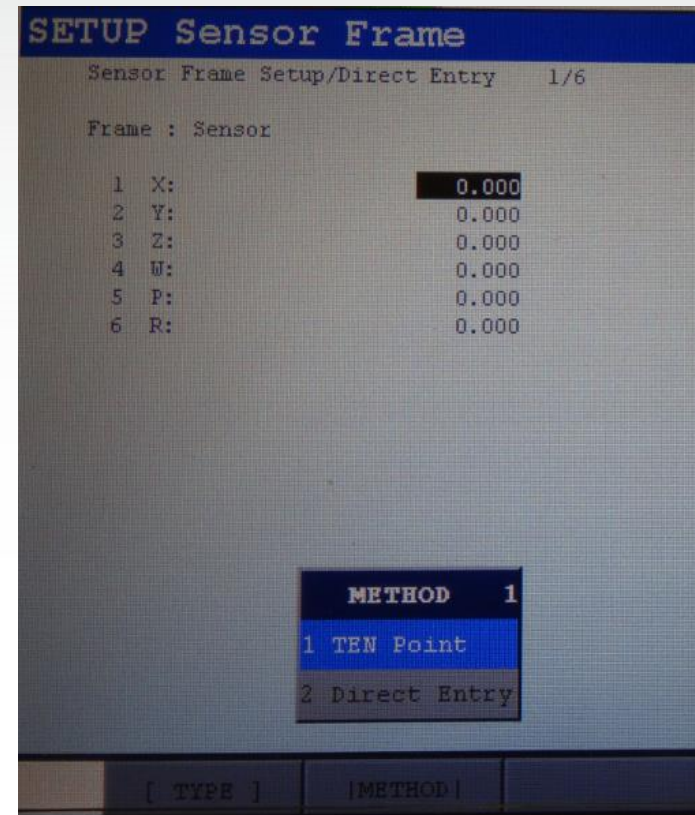 SETUP Sensor Frame
Sensor Frame Setup/Direct Entry 1/6
Frame : Sensor
1 X: 0.000
2 Y: 0.000
3 Z: 0.000
4 W: 0.000
5 P: 0.000
6 R: 0.000
METHOD 1
1 TEN Point
2 Direct Entry
[ TYPE ] |METHOD|